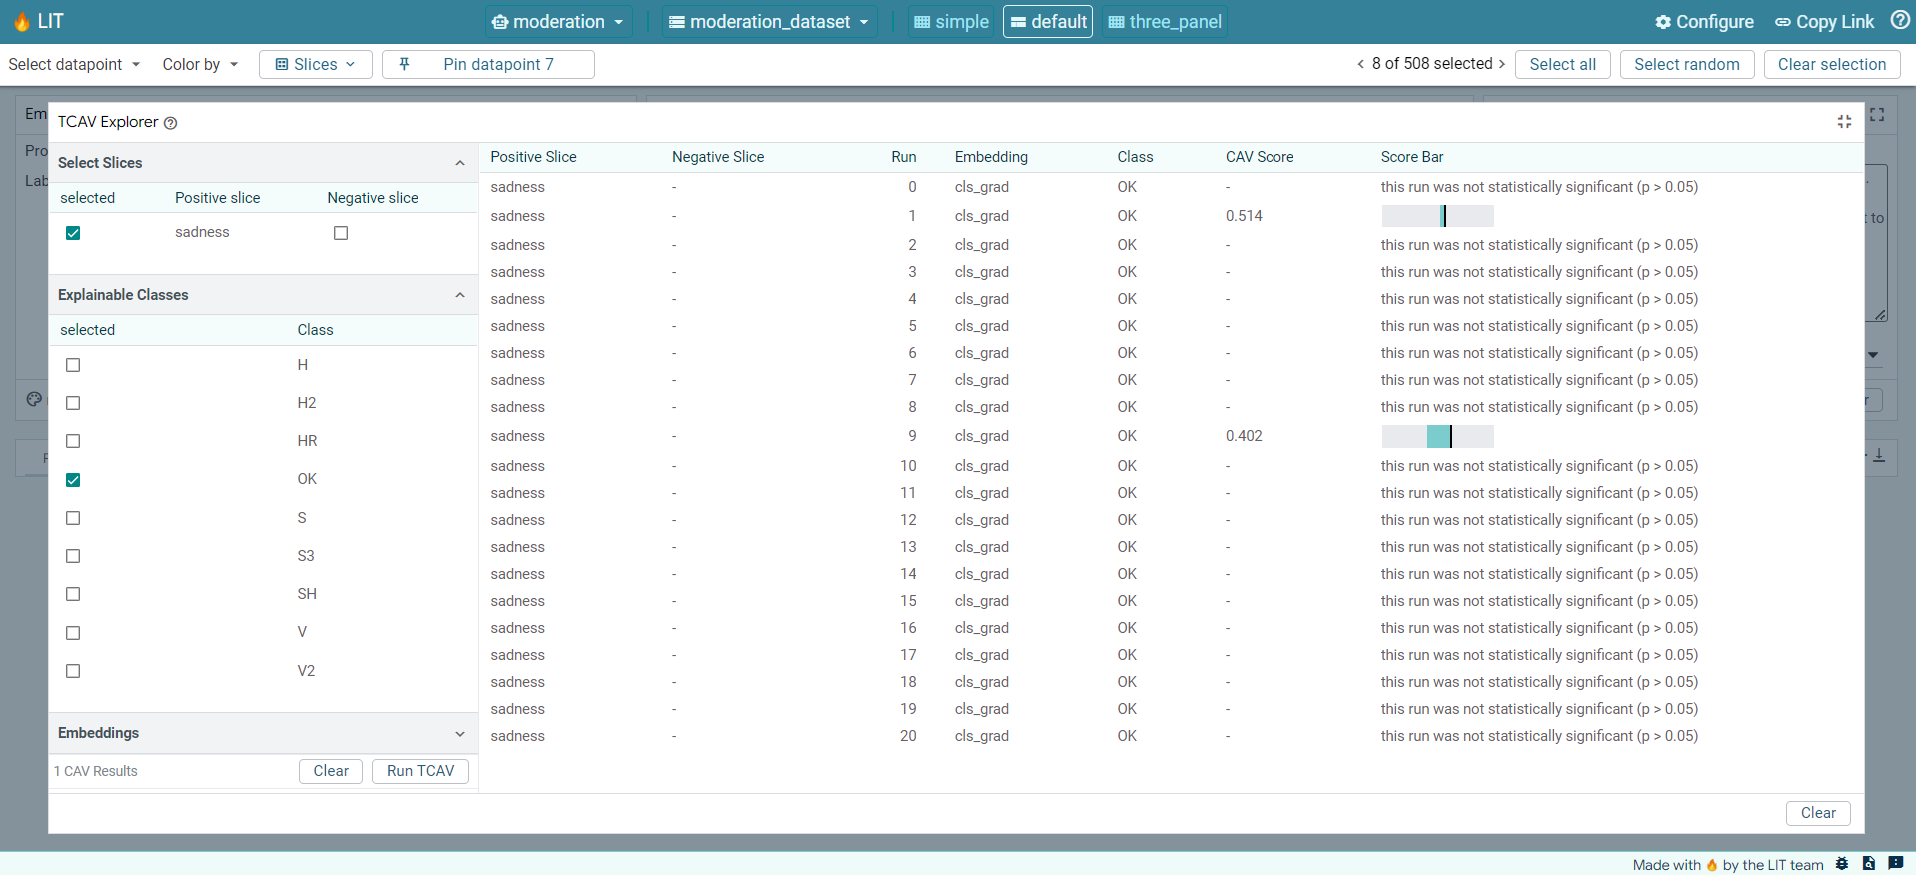 LIT
moderation
moderation_dataset
simple
default
three_panel
Configure
Copy Link
Select datapoint
Color by
Slices
Pin datapoint 7
8 of 508 selected
Select all
Select random
Clear selection
TCAV Explorer
Select Slices
selected Positive slice Negative slice
sadness
Explainable Classes
selected Class
H
H2
HR
OK
S
S3
SH
V
V2
Embeddings
1 CAV Results
Clear
Run TCAV
Positive Slice Negative Slice Run Embedding Class CAV Score Score Bar
sadness - 0 cls_grad OK - this run was not statistically significant (p > 0.05)
sadness - 1 cls_grad OK 0.514
sadness - 2 cls_grad OK - this run was not statistically significant (p > 0.05)
sadness - 3 cls_grad OK - this run was not statistically significant (p > 0.05)
sadness - 4 cls_grad OK - this run was not statistically significant (p > 0.05)
sadness - 5 cls_grad OK - this run was not statistically significant (p > 0.05)
sadness - 6 cls_grad OK - this run was not statistically significant (p > 0.05)
sadness - 7 cls_grad OK - this run was not statistically significant (p > 0.05)
sadness - 8 cls_grad OK - this run was not statistically significant (p > 0.05)
sadness - 9 cls_grad OK 0.402
sadness - 10 cls_grad OK - this run was not statistically significant (p > 0.05)
sadness - 11 cls_grad OK - this run was not statistically significant (p > 0.05)
sadness - 12 cls_grad OK - this run was not statistically significant (p > 0.05)
sadness - 13 cls_grad OK - this run was not statistically significant (p > 0.05)
sadness - 14 cls_grad OK - this run was not statistically significant (p > 0.05)
sadness - 15 cls_grad OK - this run was not statistically significant (p > 0.05)
sadness - 16 cls_grad OK - this run was not statistically significant (p > 0.05)
sadness - 17 cls_grad OK - this run was not statistically significant (p > 0.05)
sadness - 18 cls_grad OK - this run was not statistically significant (p > 0.05)
sadness - 19 cls_grad OK - this run was not statistically significant (p > 0.05)
sadness - 20 cls_grad OK - this run was not statistically significant (p > 0.05)
Clear
Em
Pro
Lab
to
Made with 🔥 by the LIT team